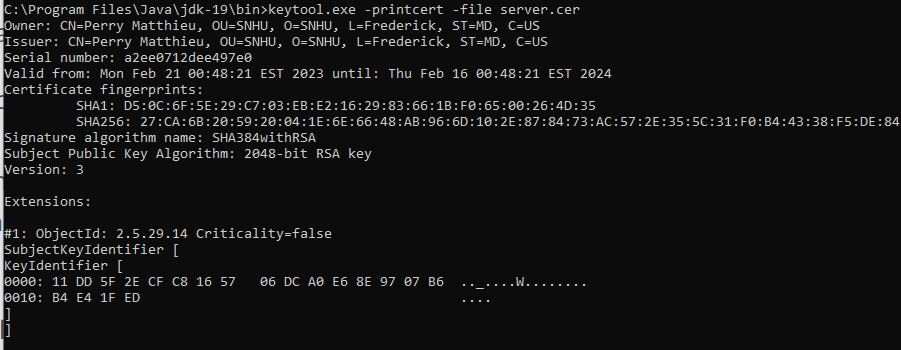 C:\Program Files\Java\jdk-19\bin>keytool.exe -printcert -file server.cer
Owner: CN=Perry Matthieu, OU=SNHU, O=SNHU, L=Frederick, ST=MD, C=US
Issuer: CN=Perry Matthieu, OU=SNHU, O=SNHU, L=Frederick, ST=MD, C=US
Serial number: a2ee0712dee497e0
Valid from: Mon Feb 21 00:48:21 EST 2023 until: Thu Feb 16 00:48:21 EST 2024
Certificate fingerprints:
SHA1: D5:0C:6F:5E:29:C7:03:EB:E2:16:29:83:66:1B:F0:65:00:26:4D:35
SHA256: 27:CA:6B:20:59:20:04:1E:6E:66:48:AB:96:6D:10:2E:87:84:73:AC:57:2E:35:5C:31:F0:B4:43:38:F5:DE:84
Signature algorithm name: SHA384withRSA
Subject Public Key Algorithm: 2048-bit RSA key
Version: 3
Extensions:
#1: ObjectId: 2.5.29.14 Criticality=false
SubjectKeyIdentifier [
KeyIdentifier [
0000: 11 DD 5F 2E CF C8 16 57   06 DC A0 E6 8E 97 07 B6  .._....W........
0010: B4 E4 1F ED                                        ....
]
]